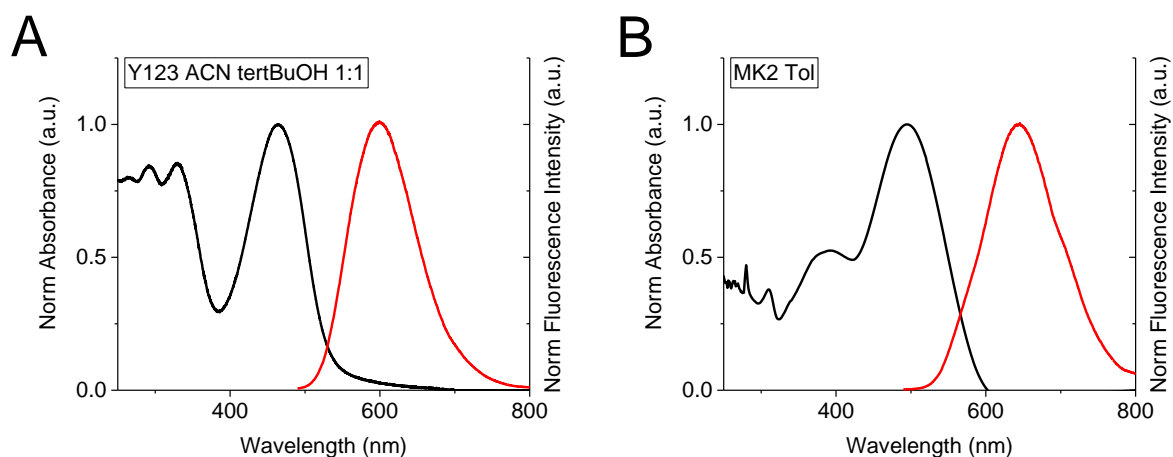 A
Y123 ACN tertBuOH 1:1
Norm Absorbance (a.u.)
1.0
0.5
0.0
400
600
800
Wavelength (nm)
Norm Fluorescence Intensity (a.u.)
B
MK2 Tol
Norm Absorbance (a.u.)
1.0
0.5
0.0
400
600
800
Wavelength (nm)
Norm Fluorescence Intensity (a.u.)